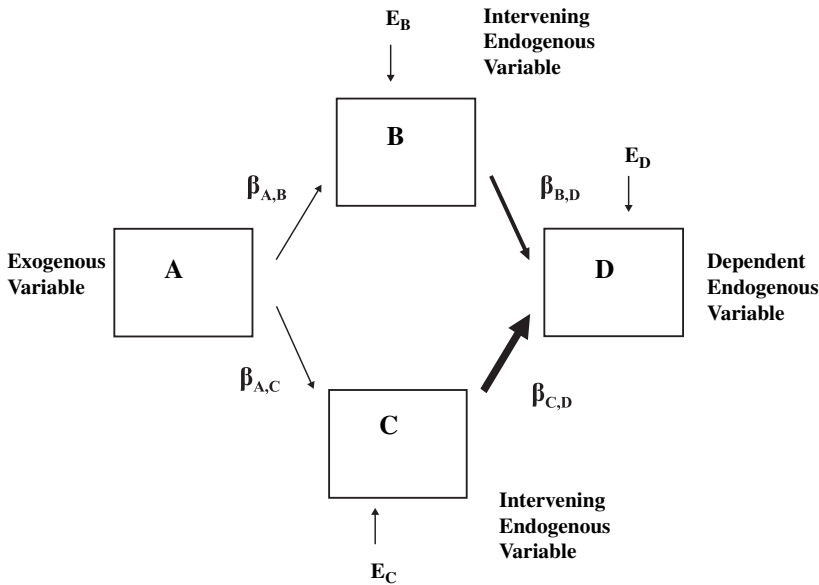 E_B
Intervening
Endogenous
Variable
B
E_D
β_A,B
β_B,D
Exogenous
Variable
A
D
Dependent
Endogenous
Variable
β_A,C
β_C,D
C
Intervening
Endogenous
Variable
E_C